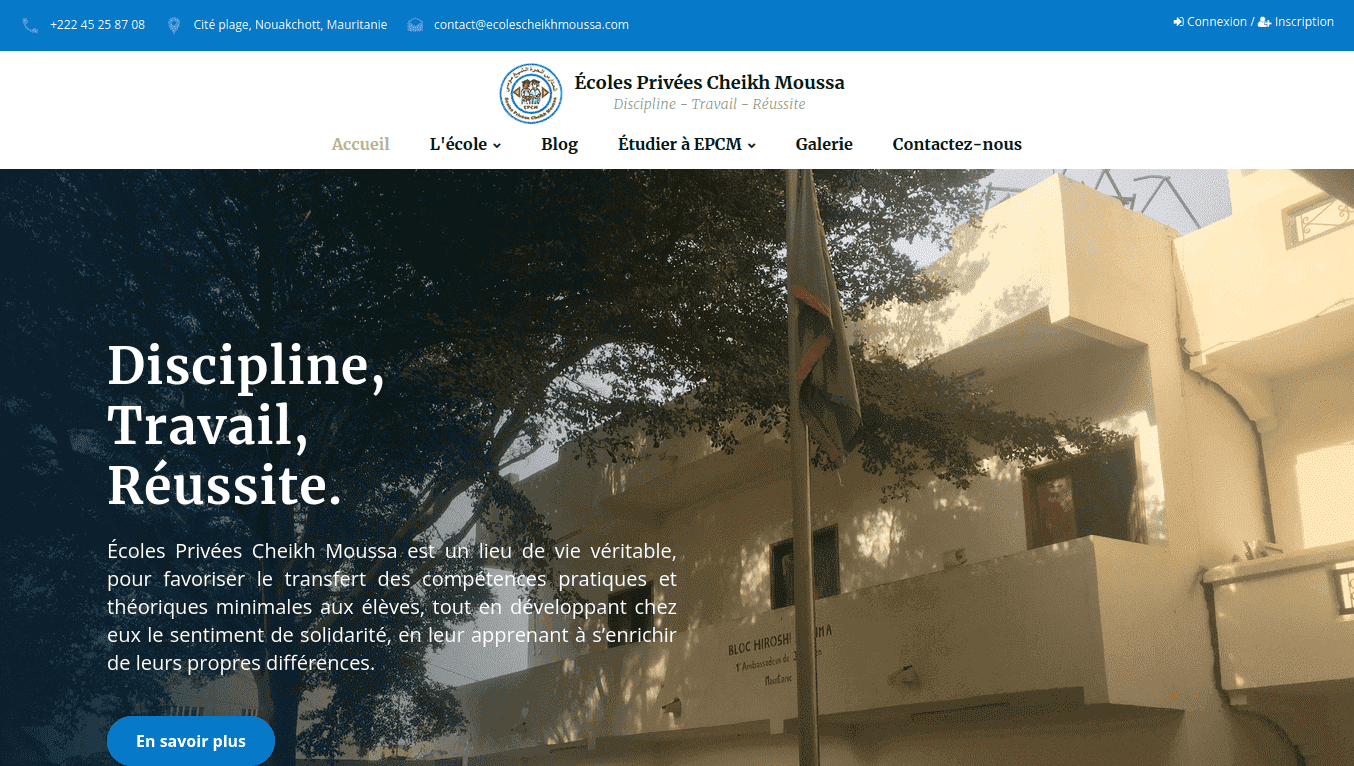 +222 45 25 87 08
Cité plage, Nouakchott, Mauritanie
contact@ecolescheikhmoussa.com
Connexion / Inscription
EPCM
Écoles Privées Cheikh Moussa
Discipline - Travail - Réussite
Accueil
L'école
Blog
Étudier à EPCM
Galerie
Contactez-nous
Discipline,
Travail,
Réussite.
Écoles Privées Cheikh Moussa est un lieu de vie véritable,
pour favoriser le transfert des compétences pratiques et
théoriques minimales aux élèves, tout en développant chez
eux le sentiment de solidarité, en leur apprenant à s’enrichir
de leurs propres différences.
En savoir plus
BLOC HIROSHI
1er Ambassadeur du